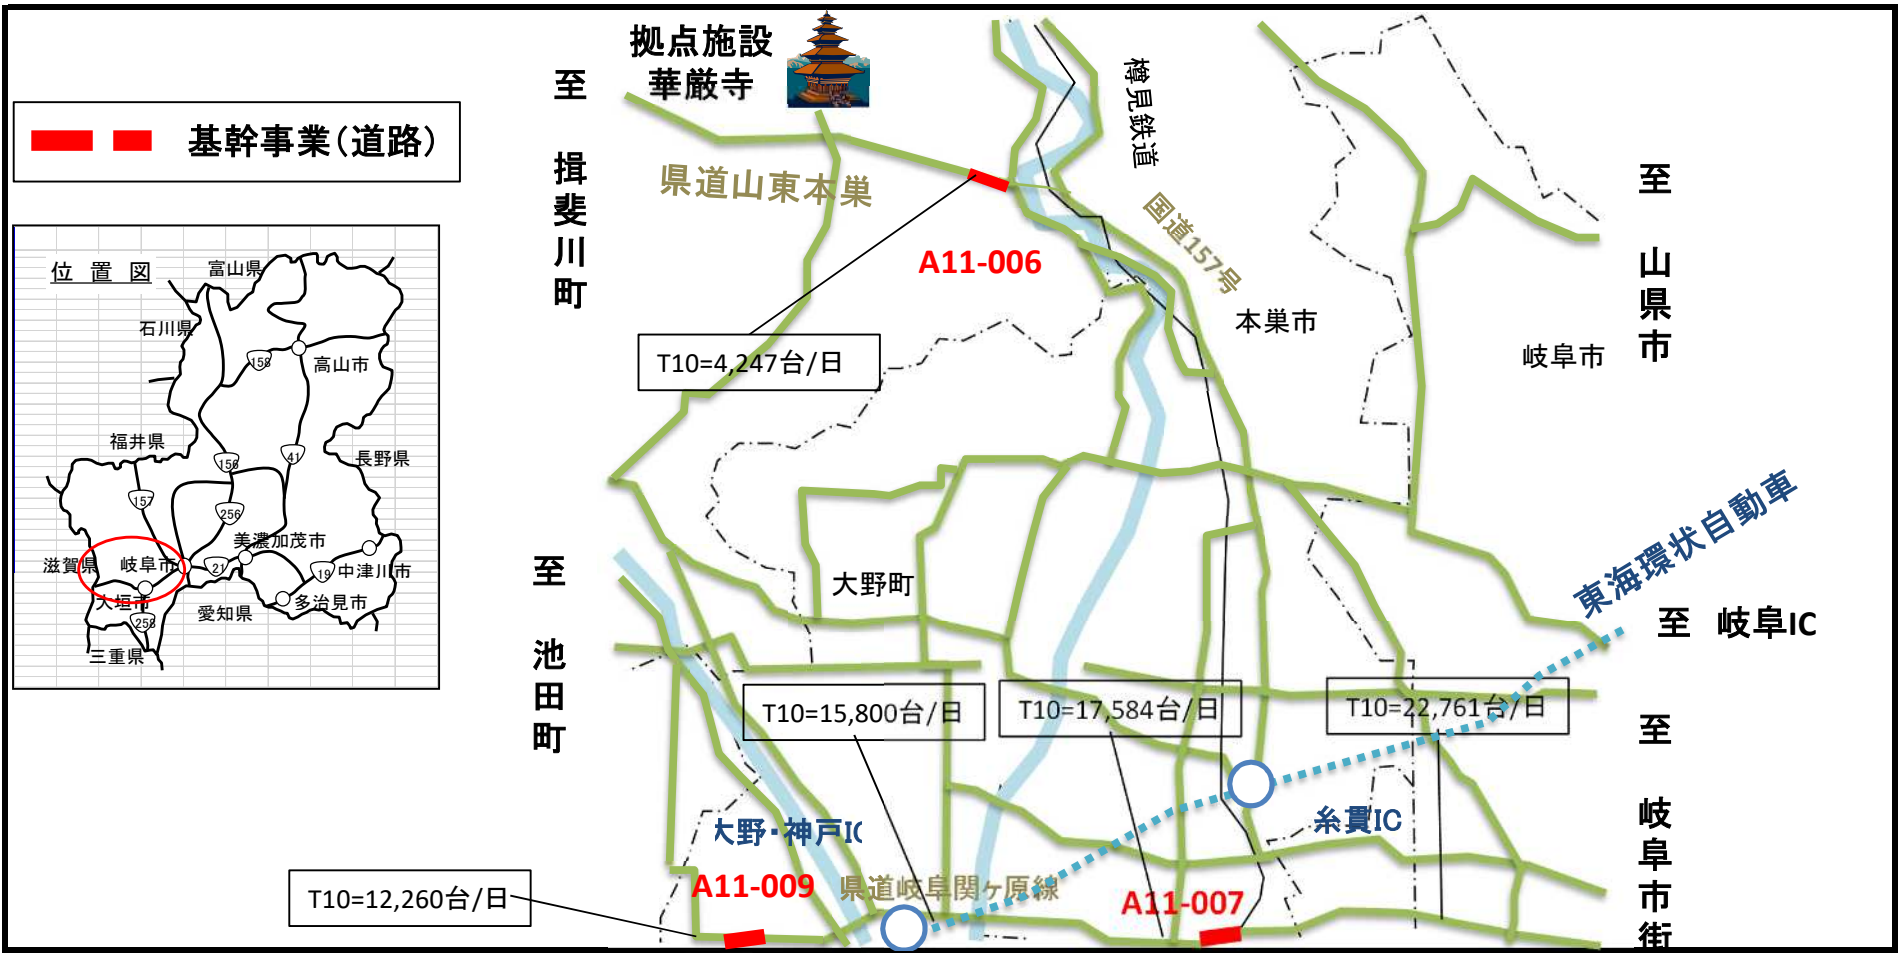 拠点施設
華厳寺
至 揖斐川町
基幹事業(道路)
県道山東本巣
樽見鉄道
国道157号
A11-006
本巣市
岐阜市
至 山県市
T10=4,247台/日
位置図
富山県
石川県
158
高山市
福井県
156
41
長野県
157
256
美濃加茂市
滋賀県
岐阜市
21
19
中津川市
大垣市
愛知県
多治見市
258
三重県
至 池田町
大野町
東海環状自動車
至 岐阜IC
T10=15,800台/日
T10=17,584台/日
T10=22,761台/日
至 岐阜市街
大野・神戸IC
糸貫IC
T10=12,260台/日
A11-009
県道岐阜関ヶ原線
A11-007